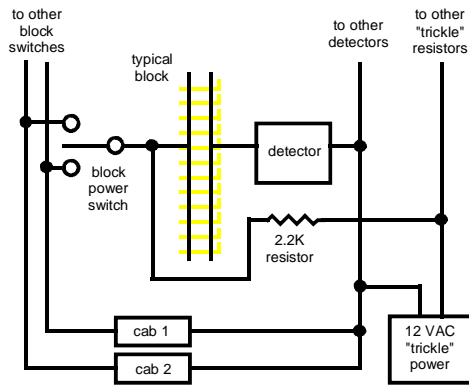 to other
block
switches
to other
detectors
to other
"trickle"
resistors
typical
block
detector
block
power
switch
2.2K
resistor
cab 1
cab 2
12 VAC
"trickle"
power